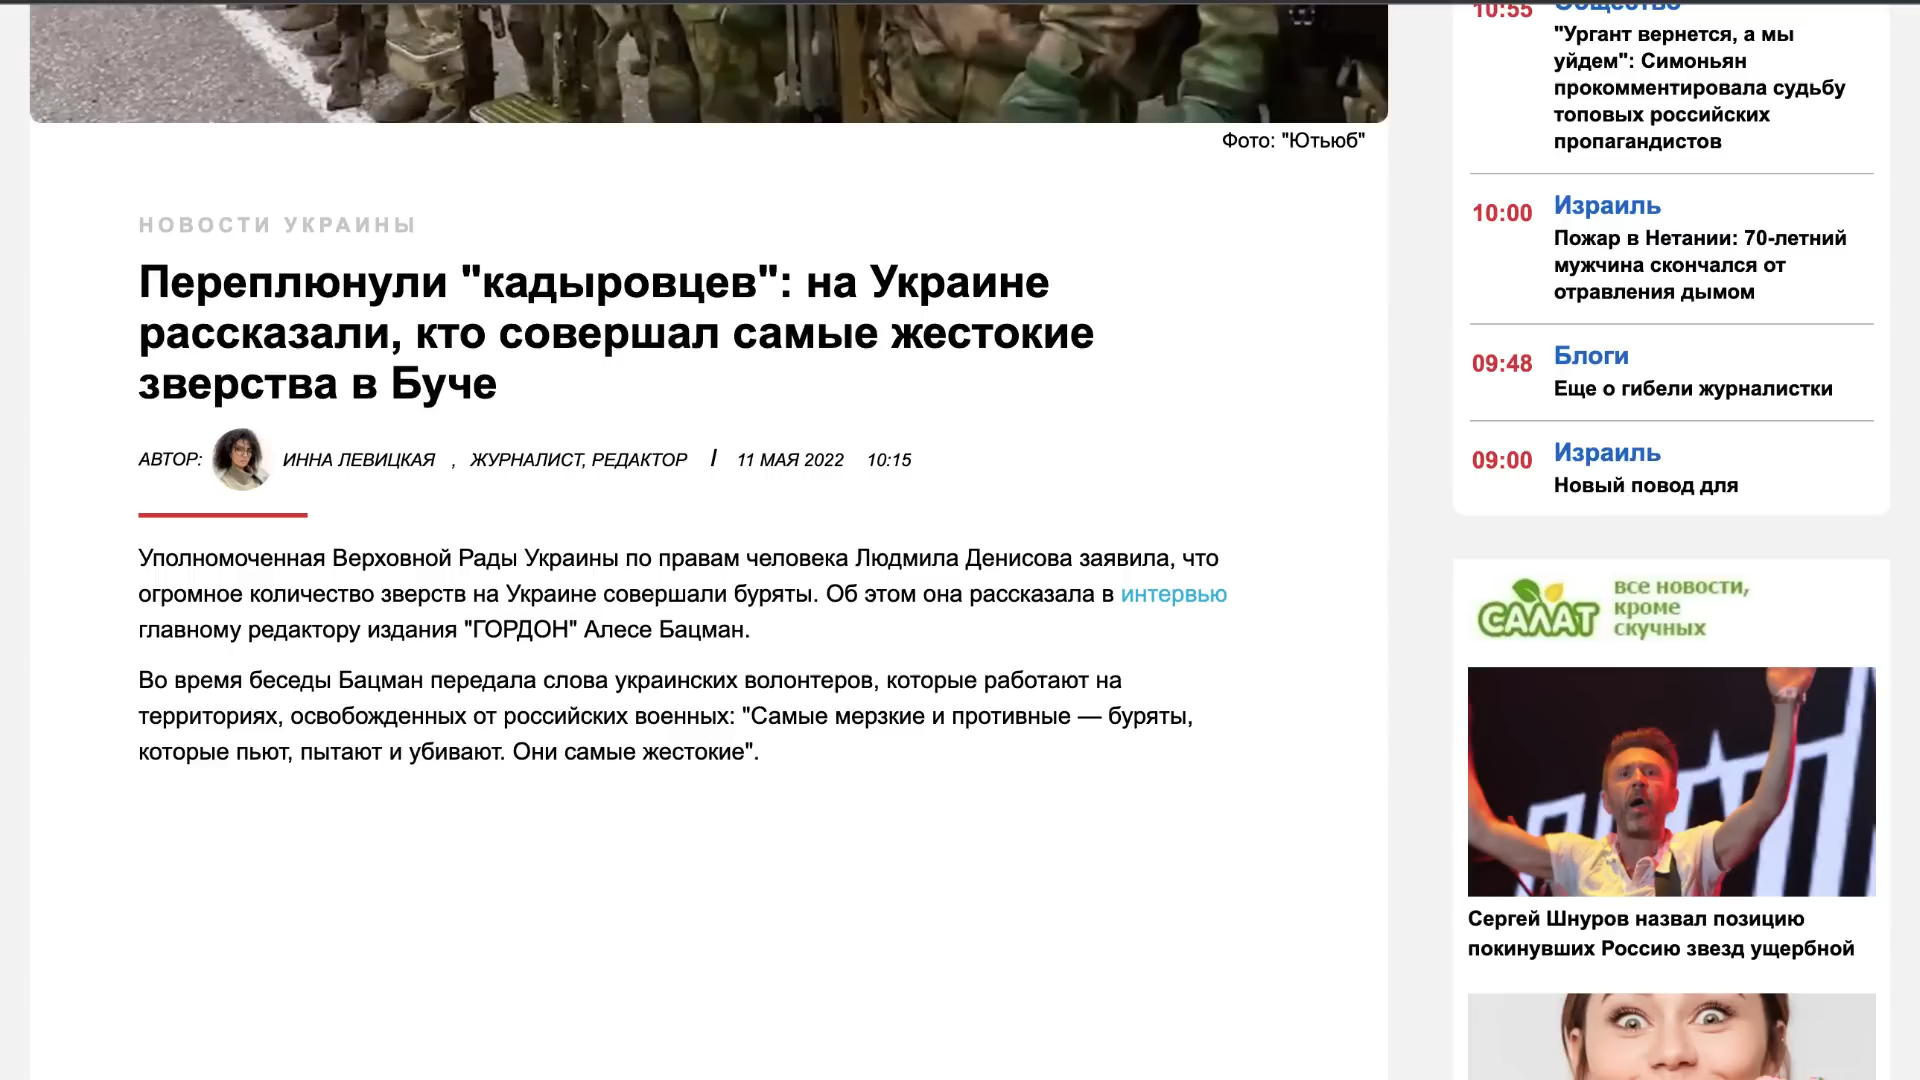 Фото: "Ютьюб"
НОВОСТИ УКРАИНЫ
Переплюнули "кадыровцев": на Украине
рассказали, кто совершал самые жестокие
зверства в Буче
АВТОР: ИННА ЛЕВИЦКАЯ , ЖУРНАЛИСТ, РЕДАКТОР / 11 МАЯ 2022 10:15
Уполномоченная Верховной Рады Украины по правам человека Людмила Денисова заявила, что
огромное количество зверств на Украине совершали буряты. Об этом она рассказала в интервью
главному редактору издания "ГОРДОН" Алесе Бацман.
Во время беседы Бацман передала слова украинских волонтеров, которые работают на
территориях, освобожденных от российских военных: "Самые мерзкие и противные — буряты,
которые пьют, пытают и убивают. Они самые жестокие".
10:55 Общество
"Ургант вернется, а мы
уйдем": Симоньян
прокомментировала судьбу
топовых российских
пропагандистов
10:00 Израиль
Пожар в Нетании: 70-летний
мужчина скончался от
отравления дымом
09:48 Блоги
Еще о гибели журналистки
09:00 Израиль
Новый повод для
САЛАТ
все новости,
кроме
скучных
Сергей Шнуров назвал позицию
покинувших Россию звезд ущербной